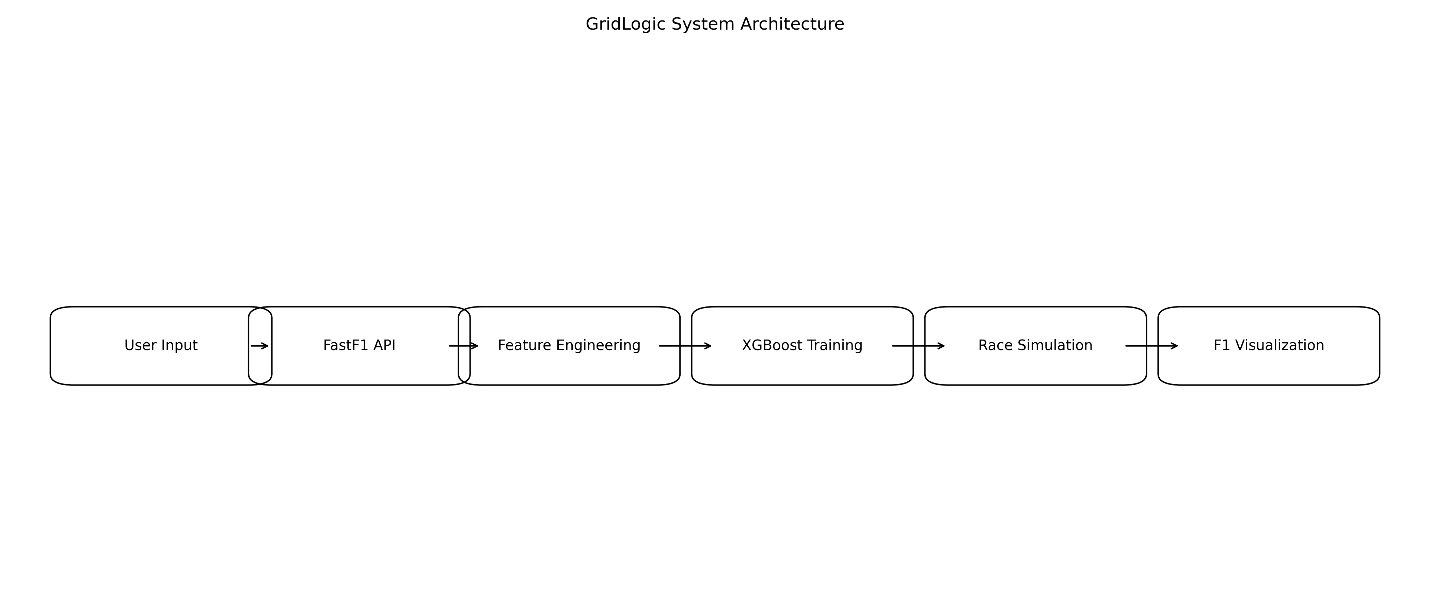 GridLogic System Architecture
User Input
FastF1 API
Feature Engineering
XGBoost Training
Race Simulation
F1 Visualization